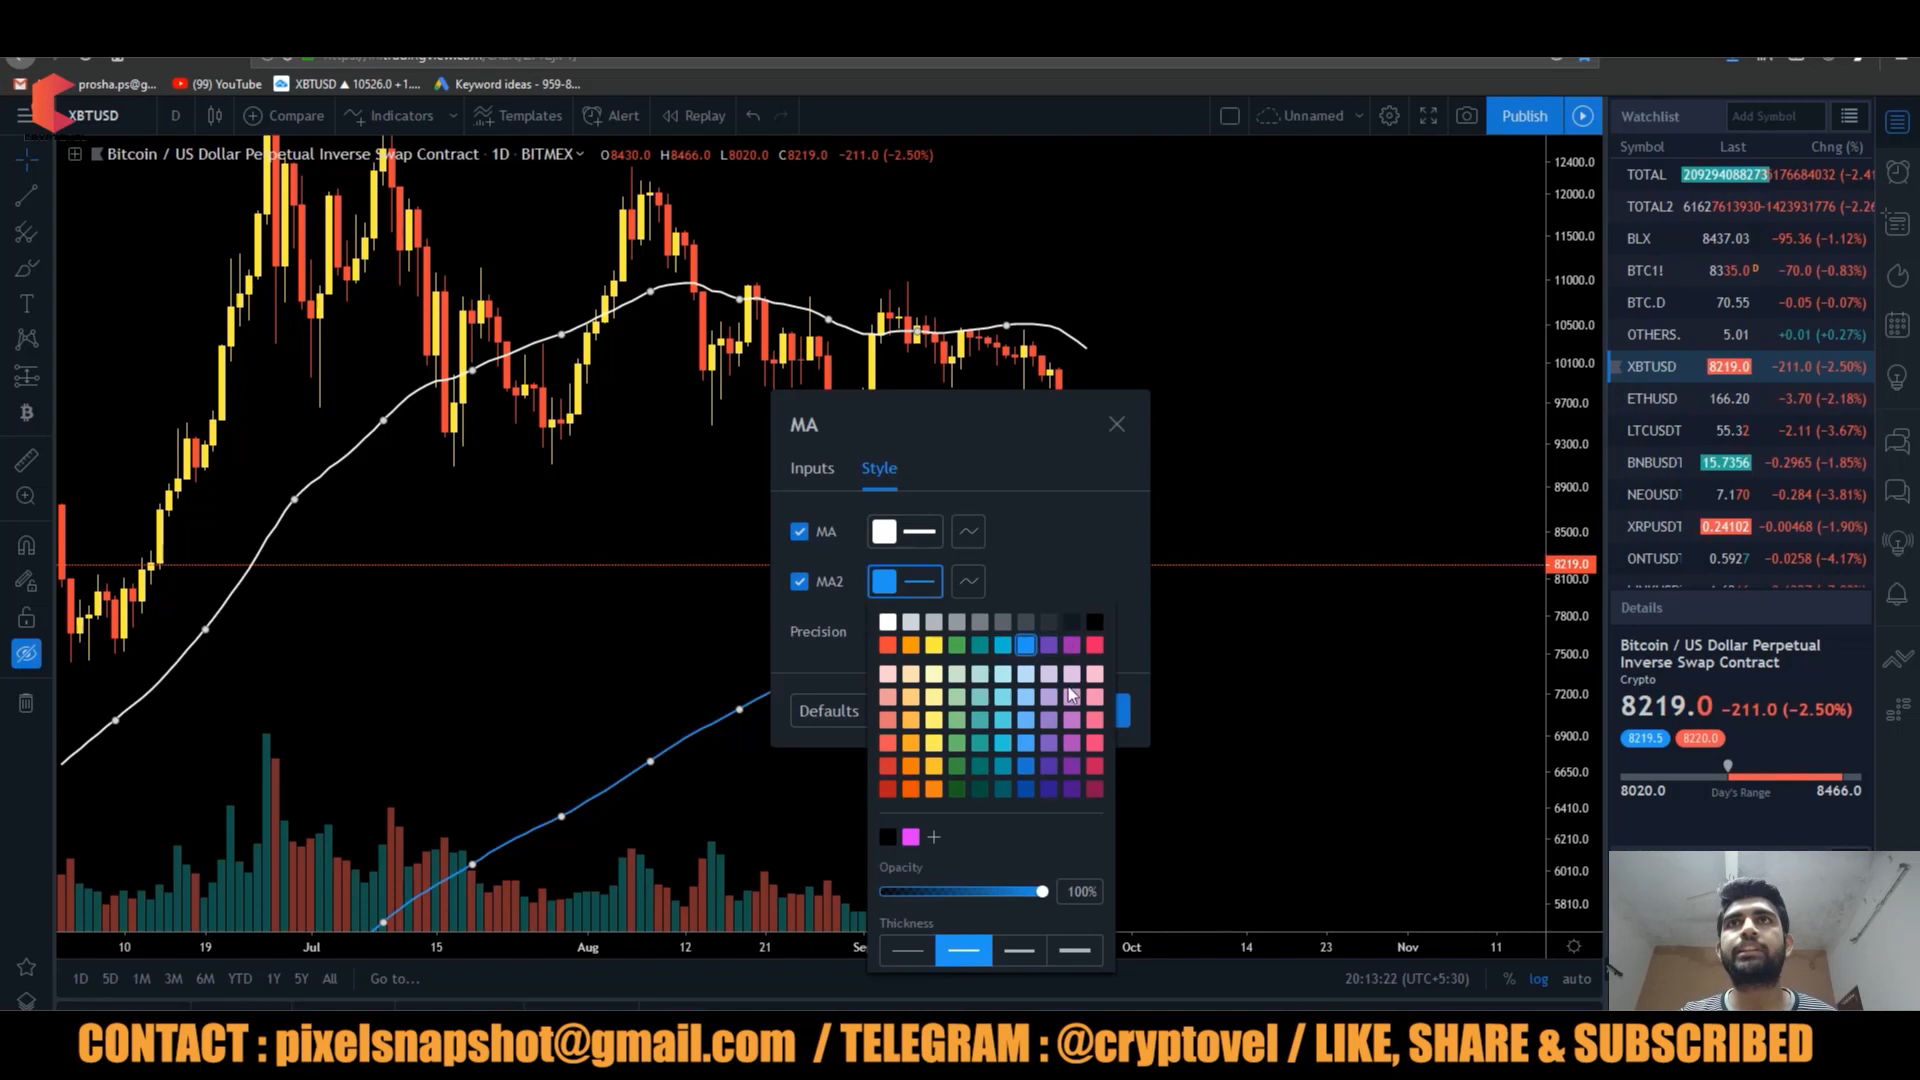 prosha.ps@g...
(99) YouTube
XBTUSD ▲ 10526.0 +1....
Keyword ideas - 959-8...
XBTUSD
D
Compare
Indicators
Templates
Alert
Replay
Unnamed
Publish
Bitcoin / US Dollar Perpetual Inverse Swap Contract · 1D · BITMEX
O8430.0 H8466.0 L8020.0 C8219.0 -211.0 (-2.50%)
12400.0
12000.0
11500.0
11000.0
10500.0
10100.0
9700.0
9300.0
8900.0
8500.0
8219.0
8100.0
7800.0
7500.0
7200.0
6900.0
6650.0
6410.0
6210.0
6010.0
5810.0
MA
Inputs
Style
MA
MA2
Precision
Defaults
Opacity
100%
Thickness
10
19
Jul
15
Aug
12
21
Oct
14
23
Nov
11
1D 5D 1M 3M 6M YTD 1Y 5Y All
Go to...
20:13:22 (UTC+5:30)
% log auto
Watchlist
Add Symbol
Symbol Last Chng (%)
TOTAL 209294088273
TOTAL2
BLX 8437.03 -95.36 (-1.12%)
BTC1! 8335.0 D -70.0 (-0.83%)
BTC.D 70.55 -0.05 (-0.07%)
OTHERS. 5.01 +0.01 (+0.27%)
XBTUSD 8219.0 -211.0 (-2.50%)
ETHUSD 166.20 -3.70 (-2.18%)
LTCUSDT 55.32 -2.11 (-3.67%)
BNBUSDT 15.7356 -0.2965 (-1.85%)
NEOUSDT 7.170 -0.284 (-3.81%)
XRPUSDT 0.24102 -0.00468 (-1.90%)
ONTUSDT 0.5927 -0.0258 (-4.17%)
Details
Bitcoin / US Dollar Perpetual
Inverse Swap Contract
Crypto
8219.0 -211.0 (-2.50%)
8219.5 8220.0
8020.0 Day's Range 8466.0
CONTACT : pixelsnapshot@gmail.com / TELEGRAM : @cryptovel / LIKE, SHARE & SUBSCRIBED